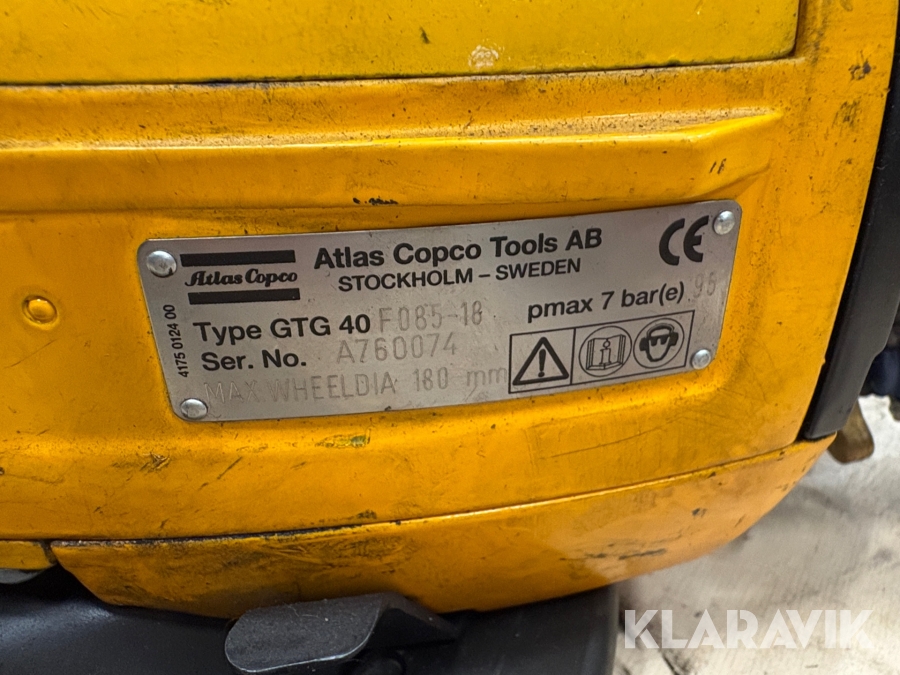 Atlas Copco
Atlas Copco Tools AB
STOCKHOLM – SWEDEN
CE
4175 0124 00
Type GTG 40 F085-18
pmax 7 bar(e)
Ser. No. A760074
MAX WHEELDIA 180 mm
KLARAVIK